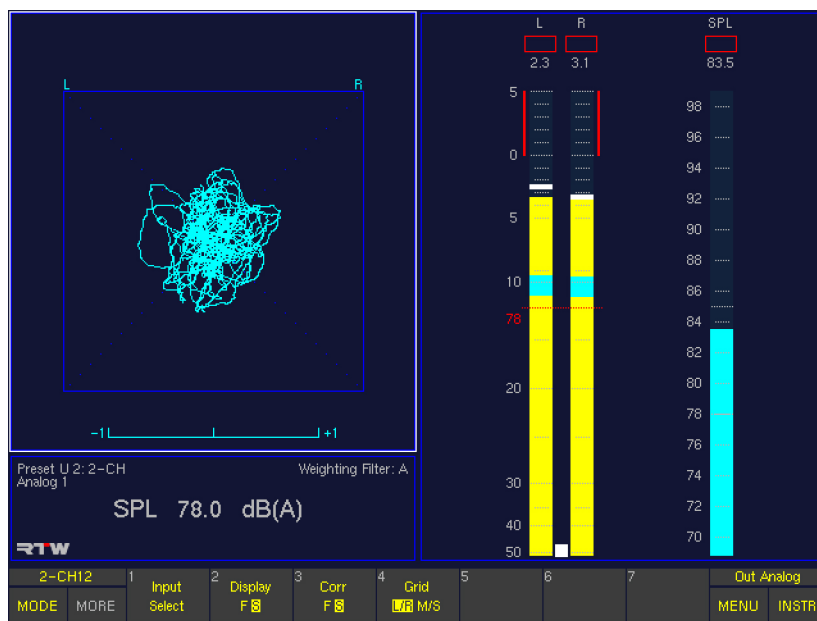 L R SPL
2.3 3.1 83.5
L R
5
98
96
0
94
92
5
90
88
10
86
78
84
82
20
80
78
76
-1 +1
30
74
72
40
70
50
Preset U 2: 2-CH Weighting Filter: A
Analog 1
SPL 78.0 dB(A)
RTW
2-CH12 1 Input 2 Display 3 Corr 4 Grid 5 6 7 Out Analog
MODE MORE Select F S F S L/R M/S MENU INSTR